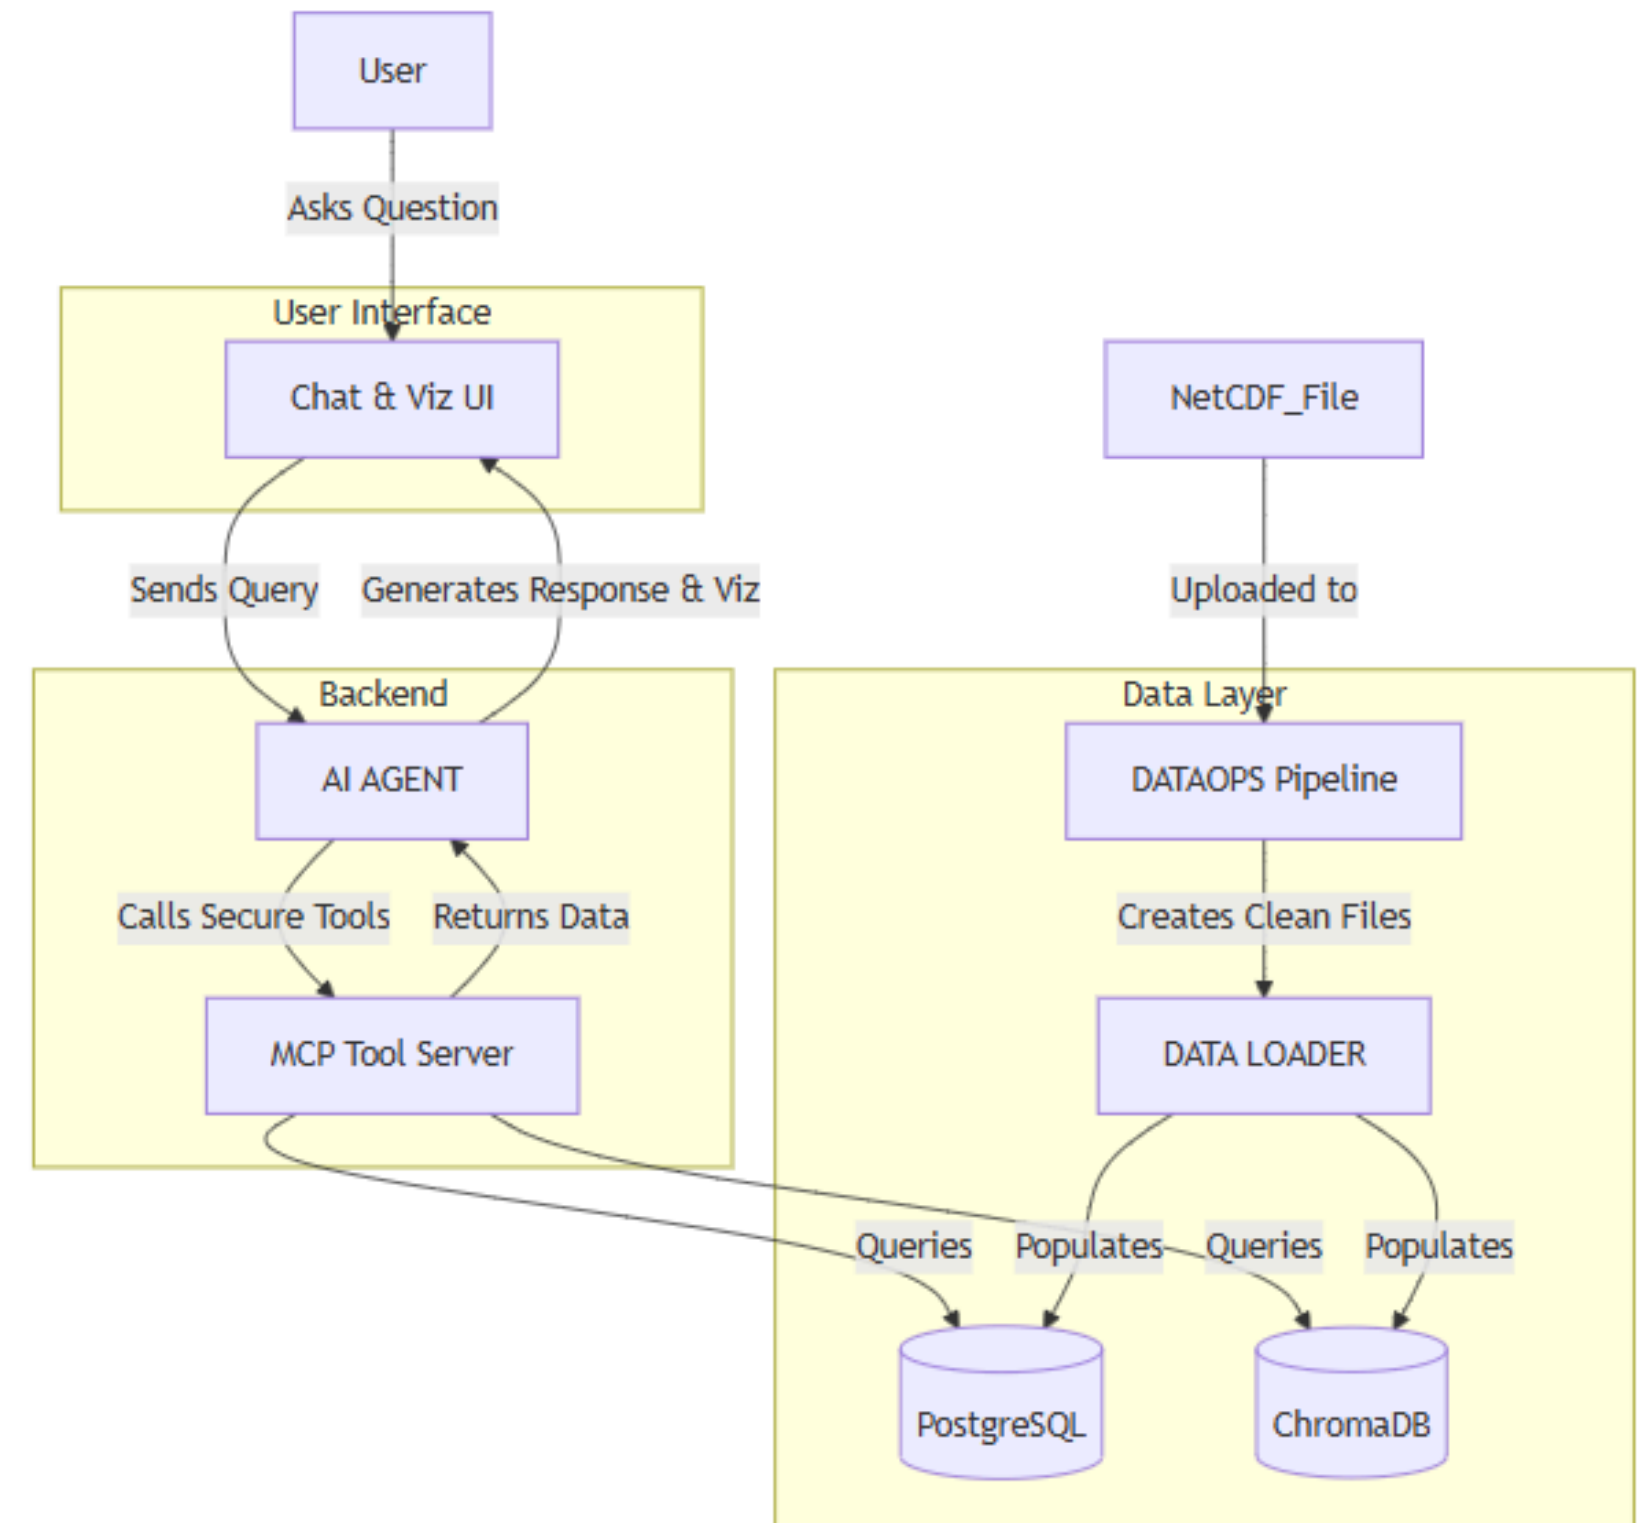 User
Asks Question
User Interface
Chat & Viz UI
NetCDF_File
Sends Query
Generates Response & Viz
Uploaded to
Backend
Data Layer
AI AGENT
DATAOPS Pipeline
Calls Secure Tools
Returns Data
Creates Clean Files
MCP Tool Server
DATA LOADER
Queries
Populates
Queries
Populates
PostgreSQL
ChromaDB